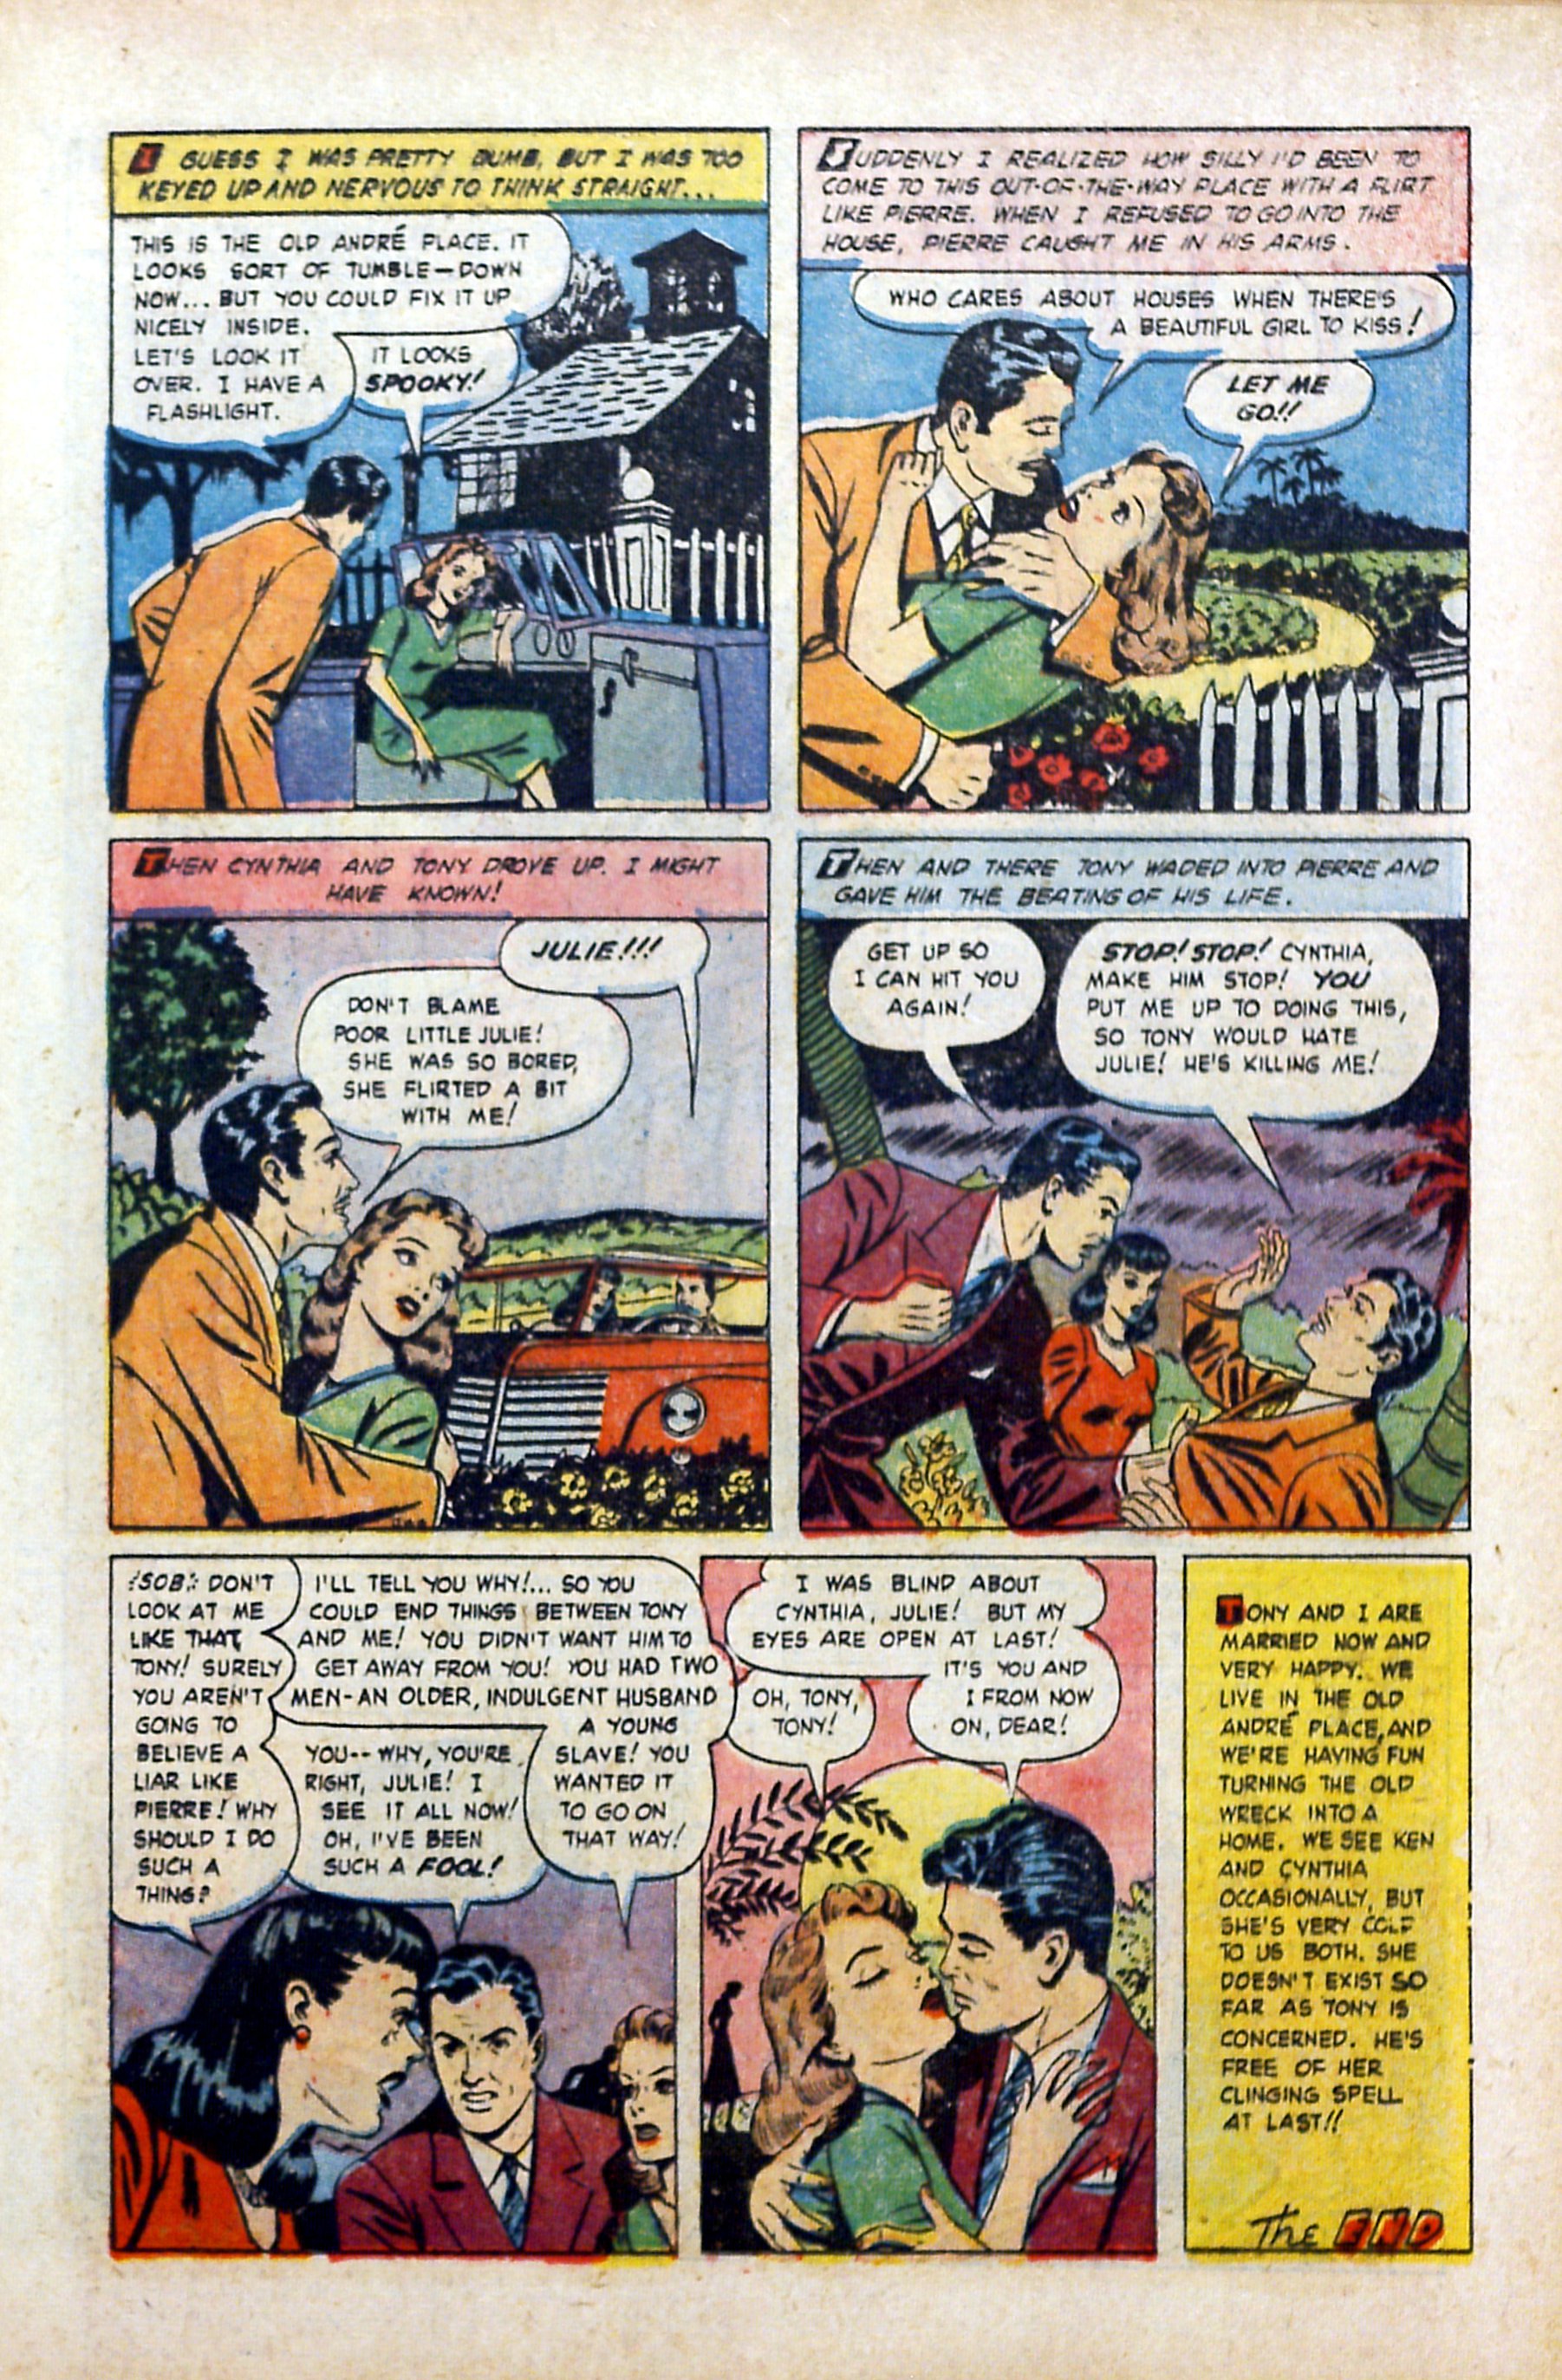 I GUESS I WAS PRETTY DUMB, BUT I WAS TOO
KEYED UP AND NERVOUS TO THINK STRAIGHT...
THIS IS THE OLD ANDRÉ PLACE. IT
LOOKS SORT OF TUMBLE-DOWN
NOW... BUT YOU COULD FIX IT UP
NICELY INSIDE.
LET'S LOOK IT
OVER. I HAVE A
FLASHLIGHT.
IT LOOKS
SPOOKY!
SUDDENLY I REALIZED HOW SILLY I'D BEEN TO
COME TO THIS OUT-OF-THE-WAY PLACE WITH A FLIRT
LIKE PIERRE. WHEN I REFUSED TO GO INTO THE
HOUSE, PIERRE CAUGHT ME IN HIS ARMS.
WHO CARES ABOUT HOUSES WHEN THERE'S
A BEAUTIFUL GIRL TO KISS!
LET ME
GO!!
THEN CYNTHIA AND TONY DROVE UP. I MIGHT
HAVE KNOWN!
JULIE!!!
DON'T BLAME
POOR LITTLE JULIE!
SHE WAS SO BORED,
SHE FLIRTED A BIT
WITH ME!
THEN AND THERE TONY WADED INTO PIERRE AND
GAVE HIM THE BEATING OF HIS LIFE.
GET UP SO
I CAN HIT YOU
AGAIN!
STOP! STOP! CYNTHIA,
MAKE HIM STOP! YOU
PUT ME UP TO DOING THIS,
SO TONY WOULD HATE
JULIE! HE'S KILLING ME!
:SOB: DON'T
LOOK AT ME
LIKE THAT,
TONY! SURELY
YOU AREN'T
GOING TO
BELIEVE A
LIAR LIKE
PIERRE! WHY
SHOULD I DO
SUCH A
THING?
I'LL TELL YOU WHY!... SO YOU
COULD END THINGS BETWEEN TONY
AND ME! YOU DIDN'T WANT HIM TO
GET AWAY FROM YOU! YOU HAD TWO
MEN-AN OLDER, INDULGENT HUSBAND
A YOUNG
SLAVE! YOU
WANTED IT
TO GO ON
THAT WAY!
YOU-- WHY, YOU'RE
RIGHT, JULIE! I
SEE IT ALL NOW!
OH, I'VE BEEN
SUCH A FOOL!
I WAS BLIND ABOUT
CYNTHIA, JULIE! BUT MY
EYES ARE OPEN AT LAST!
IT'S YOU AND
I FROM NOW
ON, DEAR!
OH, TONY,
TONY!
TONY AND I ARE
MARRIED NOW AND
VERY HAPPY. WE
LIVE IN THE OLD
ANDRÉ PLACE, AND
WE'RE HAVING FUN
TURNING THE OLD
WRECK INTO A
HOME. WE SEE KEN
AND CYNTHIA
OCCASIONALLY, BUT
SHE'S VERY COLD
TO US BOTH. SHE
DOESN'T EXIST SO
FAR AS TONY IS
CONCERNED. HE'S
FREE OF HER
CLINGING SPELL
AT LAST!!
The END